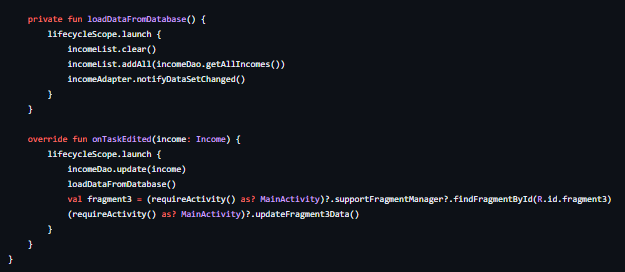 private fun loadDataFromDatabase() {
lifecycleScope.launch {
incomeList.clear()
incomeList.addAll(incomeDao.getAllIncomes())
incomeAdapter.notifyDataSetChanged()
}
}
override fun onTaskEdited(income: Income) {
lifecycleScope.launch {
incomeDao.update(income)
loadDataFromDatabase()
val fragment3 = (requireActivity() as? MainActivity)?.supportFragmentManager?.findFragmentById(R.id.fragment3)
(requireActivity() as? MainActivity)?.updateFragment3Data()
}
}
}